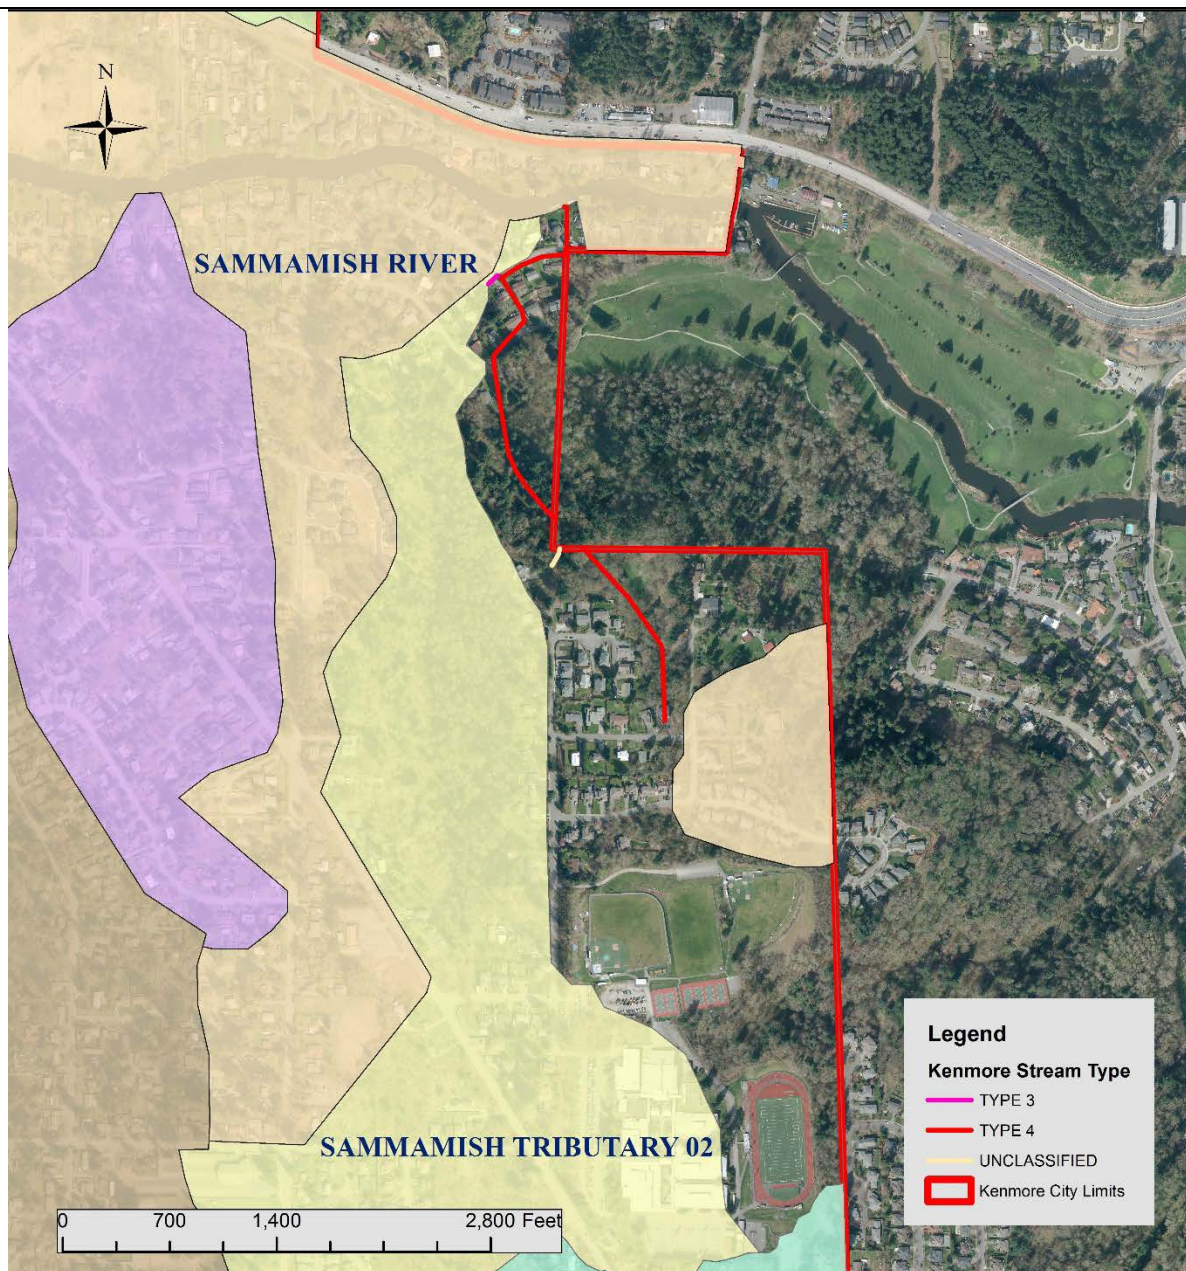 N
SAMMAMISH RIVER
SAMMAMISH TRIBUTARY 02
Legend
Kenmore Stream Type
TYPE 3
TYPE 4
UNCLASSIFIED
Kenmore City Limits
0 700 1,400 2,800 Feet